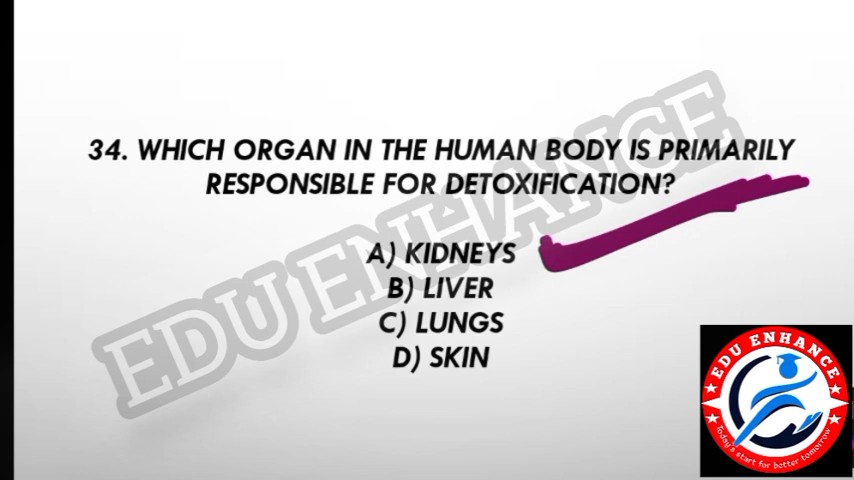 34. WHICH ORGAN IN THE HUMAN BODY IS PRIMARILY
RESPONSIBLE FOR DETOXIFICATION?
A) KIDNEYS
B) LIVER
C) LUNGS
D) SKIN
EDU ENHANCE
EDU ENHANCE
Today's start for better tomorrow